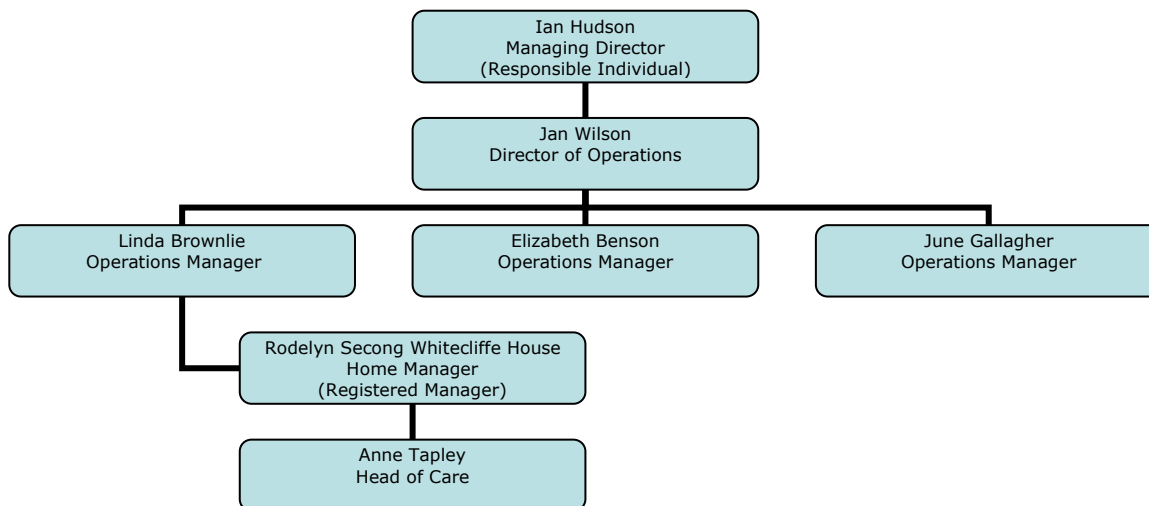 Ian Hudson
Managing Director
(Responsible Individual)
Jan Wilson
Director of Operations
Linda Brownlie
Operations Manager
Elizabeth Benson
Operations Manager
June Gallagher
Operations Manager
Rodelyn Secong Whitecliffe House
Home Manager
(Registered Manager)
Anne Tapley
Head of Care